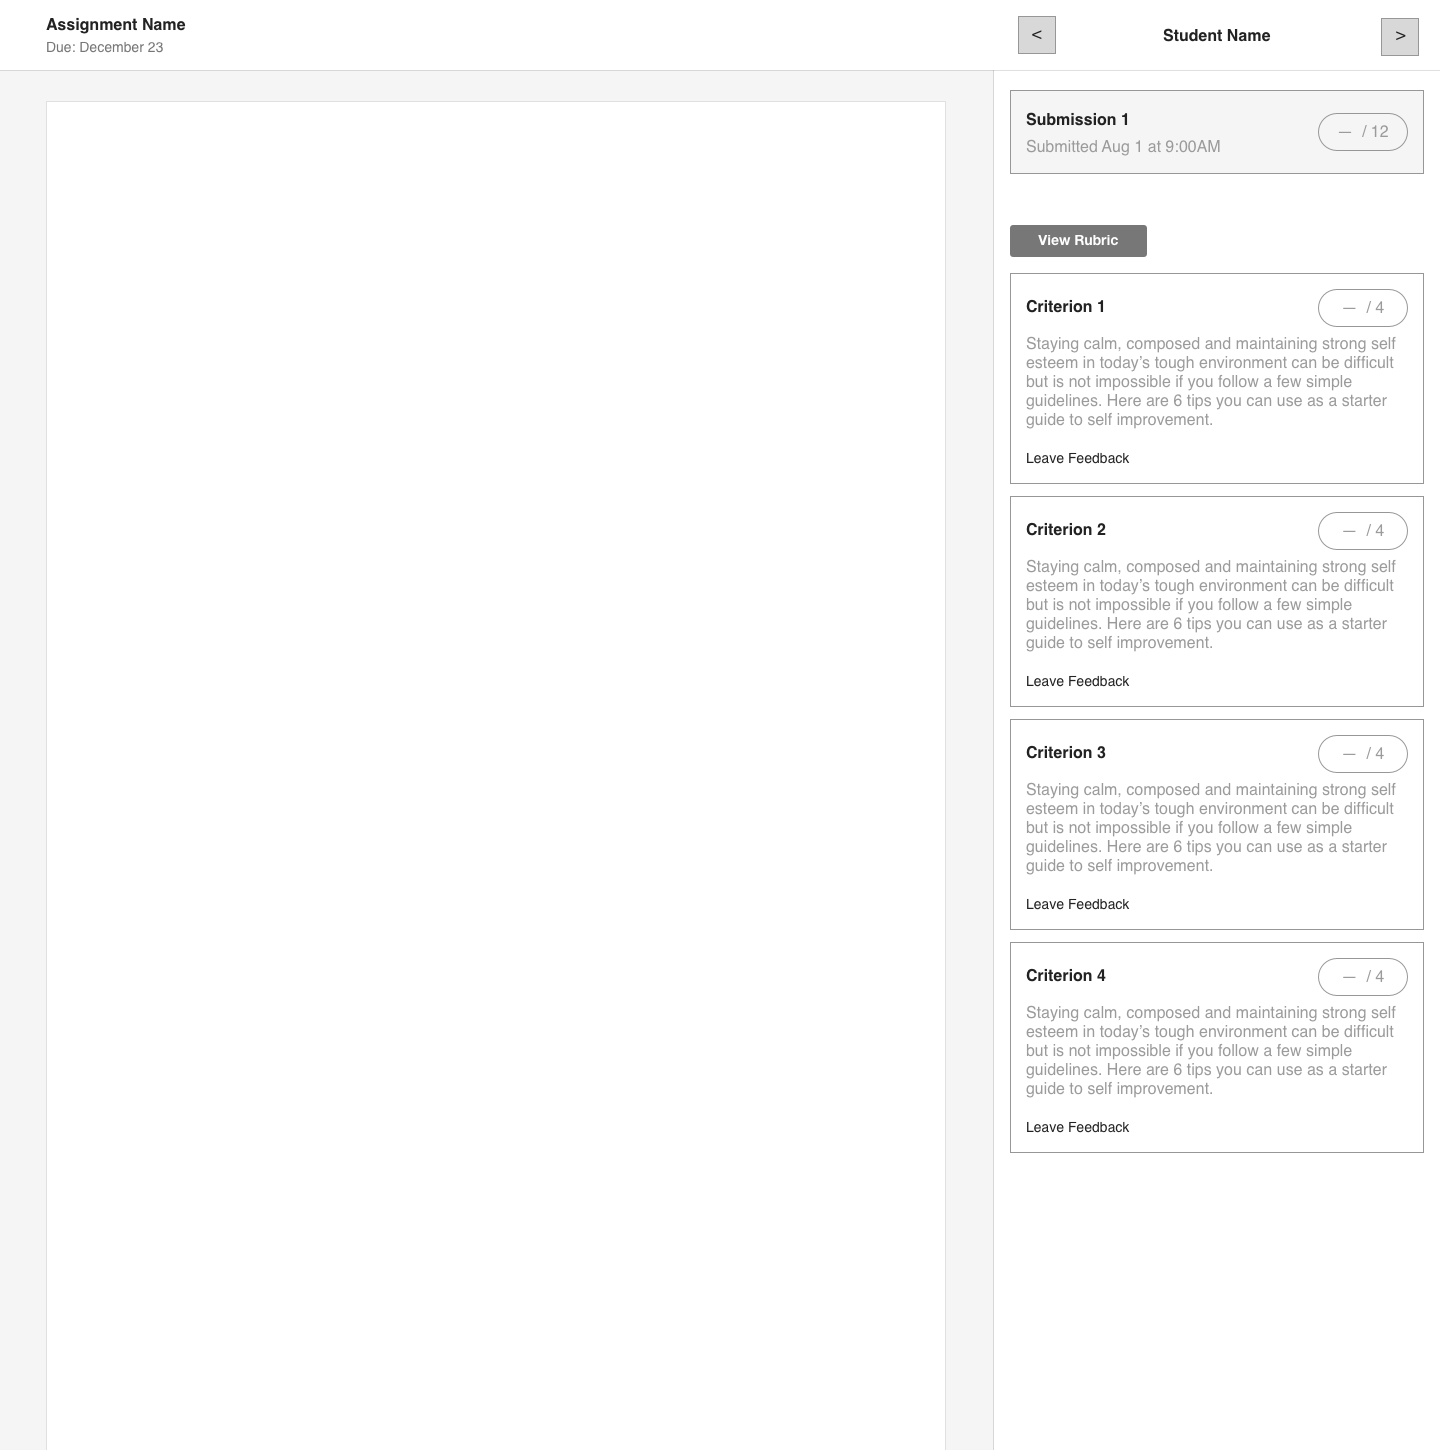 Assignment Name
Due: December 23
<
Student Name
>
Submission 1
Submitted Aug 1 at 9:00AM
— / 12
View Rubric
Criterion 1
— / 4
Staying calm, composed and maintaining strong self
esteem in today’s tough environment can be difficult
but is not impossible if you follow a few simple
guidelines. Here are 6 tips you can use as a starter
guide to self improvement.
Leave Feedback
Criterion 2
— / 4
Staying calm, composed and maintaining strong self
esteem in today’s tough environment can be difficult
but is not impossible if you follow a few simple
guidelines. Here are 6 tips you can use as a starter
guide to self improvement.
Leave Feedback
Criterion 3
— / 4
Staying calm, composed and maintaining strong self
esteem in today’s tough environment can be difficult
but is not impossible if you follow a few simple
guidelines. Here are 6 tips you can use as a starter
guide to self improvement.
Leave Feedback
Criterion 4
— / 4
Staying calm, composed and maintaining strong self
esteem in today’s tough environment can be difficult
but is not impossible if you follow a few simple
guidelines. Here are 6 tips you can use as a starter
guide to self improvement.
Leave Feedback